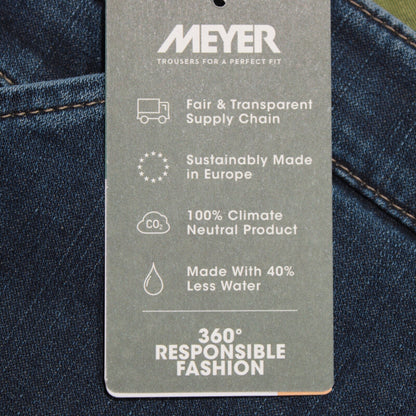 MEYER
TROUSERS FOR A PERFECT FIT
Fair & Transparent
Supply Chain
Sustainably Made
in Europe
CO₂
100% Climate
Neutral Product
Made With 40%
Less Water
360°
RESPONSIBLE
FASHION